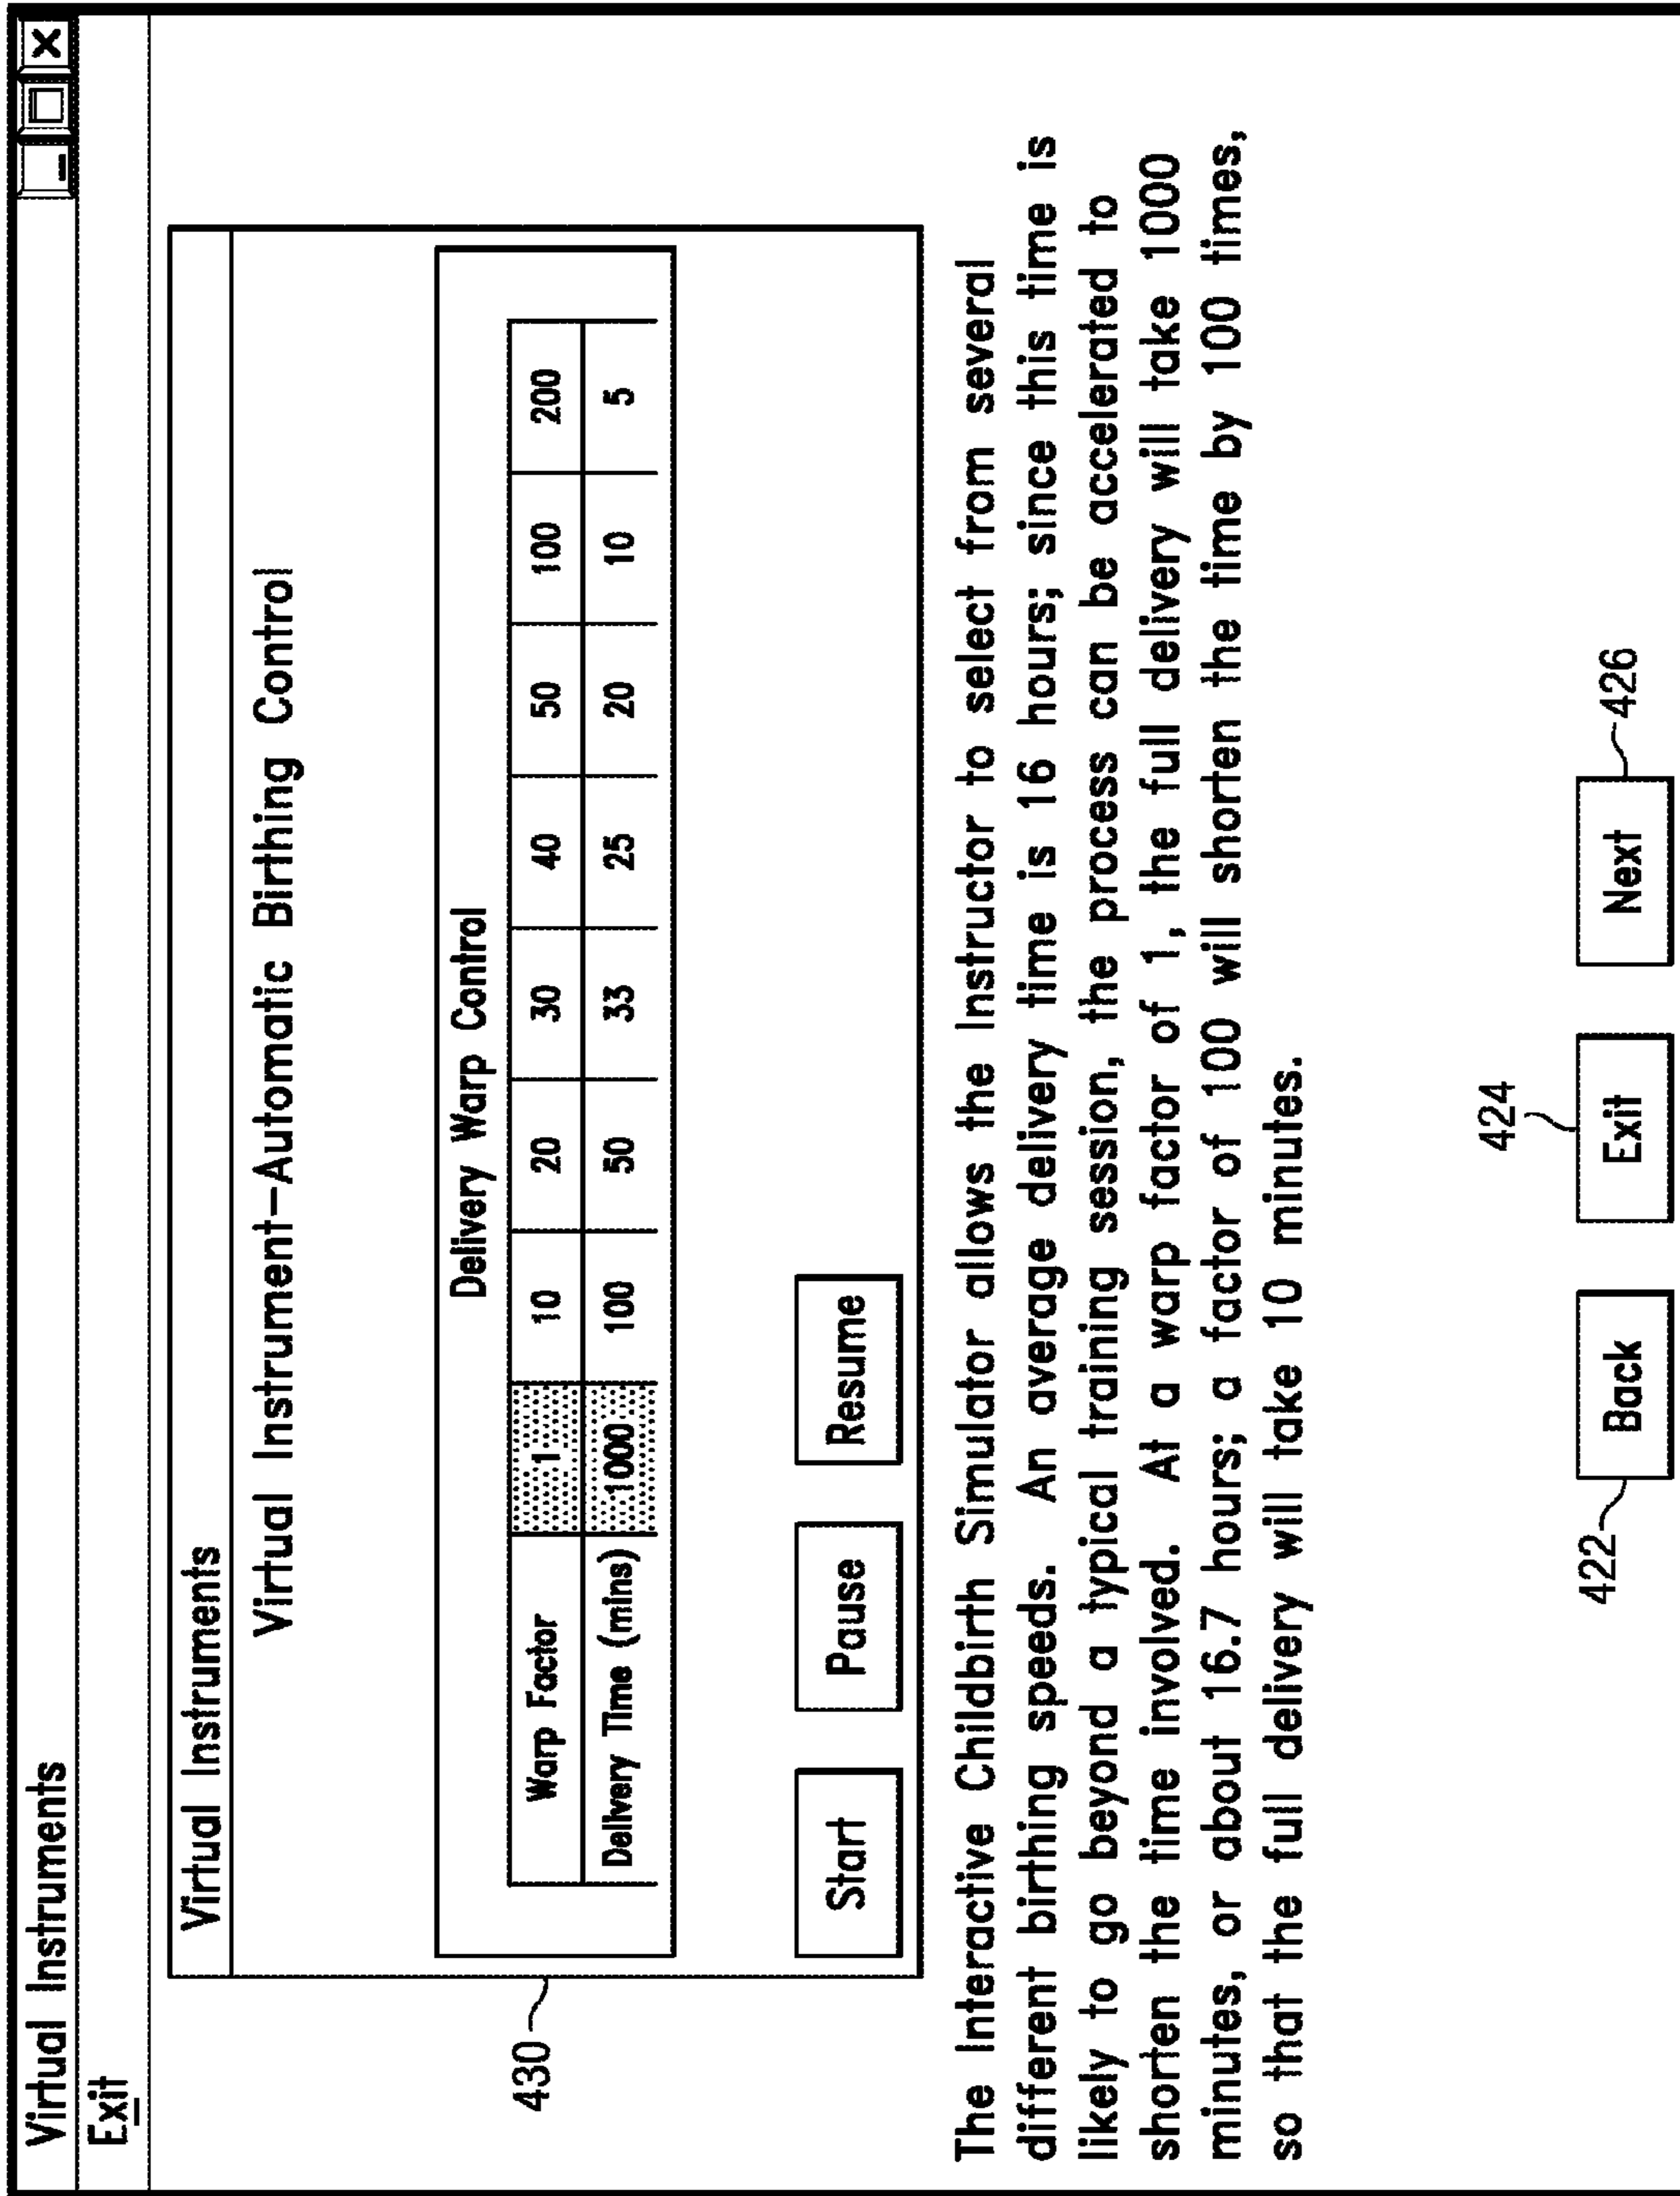 Virtual Instruments
Exit
Virtual Instruments
Virtual Instrument-Automatic Birthing Control
430
Delivery Warp Control
Warp Factor 1 10 20 30 40 50 100 200
Delivery Time (mins) 1000 100 50 33 25 20 10 5
Start Pause Resume
The Interactive Childbirth Simulator allows the Instructor to select from several
different birthing speeds. An average delivery time is 16 hours; since this time is
likely to go beyond a typical training session, the process can be accelerated to
shorten the time involved. At a warp factor of 1, the full delivery will take 1000
minutes, or about 16.7 hours; a factor of 100 will shorten the time by 100 times,
so that the full delivery will take 10 minutes.
424
422 Back Exit Next 426